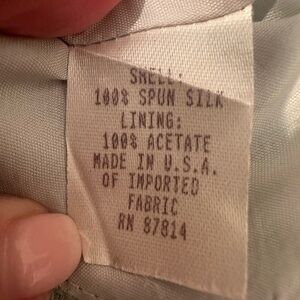 SHELL:
100% SPUN SILK
LINING:
100% ACETATE
MADE IN U.S.A.
OF IMPORTED
FABRIC
RN 87814